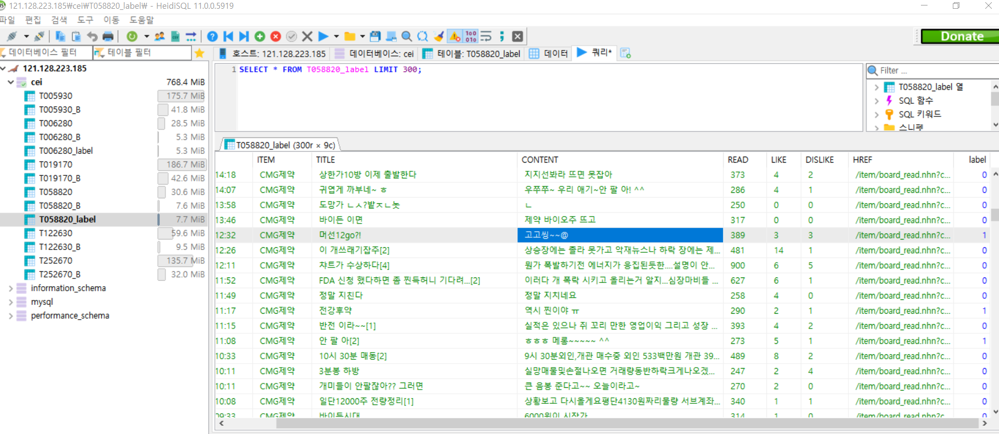 121.128.223.185₩cei₩T058820_label₩ - HeidiSQL 11.0.0.5919
파일 편집 검색 도구 이동 도움말
Donate
데이터베이스 필터 테이블 필터 호스트: 121.128.223.185 데이터베이스: cei 테이블: T058820_label 데이터 쿼리*
121.128.223.185
cei 768.4 MiB
T005930 175.7 MiB
T005930_B 41.8 MiB
T006280 28.5 MiB
T006280_B 5.3 MiB
T006280_label 5.3 MiB
T019170 186.7 MiB
T019170_B 42.6 MiB
T058820 30.6 MiB
T058820_B 7.6 MiB
T058820_label 7.7 MiB
T122630 59.6 MiB
T122630_B 9.5 MiB
T252670 135.7 MiB
T252670_B 32.0 MiB
information_schema
mysql
performance_schema
1 SELECT * FROM T058820_label LIMIT 300;
Filter ...
T058820_label 열
SQL 함수
SQL 키워드
스니펫
T058820_label (300r × 9c)
ITEM TITLE CONTENT READ LIKE DISLIKE HREF label
14:18 CMG제약 상한가10방 이제 출발한다 지지선봐라 뜨면 못잡아 373 4 2 /item/board_read.nhn?c... 0
14:07 CMG제약 귀엽게 까부네~ ㅎ 우쭈쭈~ 우리 애기~안 팔 아! ^^ 286 4 1 /item/board_read.nhn?c... 0
13:58 CMG제약 도망가 ㄴㅅ?밭ㅈㄴ놋 ㄴ 250 0 0 /item/board_read.nhn?c... 0
13:46 CMG제약 바이든 이면 제약 바이오주 뜨고 317 0 0 /item/board_read.nhn?c... 0
12:32 CMG제약 머선12go?! 고고씽~~@ 389 3 3 /item/board_read.nhn?c... 1
12:26 CMG제약 이 개쓰래기잡주[2] 상승장에는 졸라 못가고 악재뉴스나 하락 장에는 제... 481 14 1 /item/board_read.nhn?c... 0
12:11 CMG제약 챠트가 수상하다[4] 뭔가 폭발하기전 에너지가 응집된듯한....설명이 안... 900 6 5 /item/board_read.nhn?c... 0
11:52 CMG제약 FDA 신청 했다하면 좀 찐득허니 기다려...[2] 이러다 개 폭락 시키고 올리는거 알지...심장마비들 ... 627 6 1 /item/board_read.nhn?c... 0
11:49 CMG제약 정말 지친다 정말 지치네요 258 4 0 /item/board_read.nhn?c... 0
11:17 CMG제약 전강후약 역시 찐이야 ㅠ 290 2 1 /item/board_read.nhn?c... 1
11:15 CMG제약 반전 이라~~[1] 실적은 있으나 쥐 꼬리 만한 영업이익 그리고 성장 ... 393 4 2 /item/board_read.nhn?c... 0
11:08 CMG제약 안 팔 아[2] ㅎㅎㅎ 메롱~~~~~ ^^ 273 5 1 /item/board_read.nhn?c... 1
10:33 CMG제약 10시 30분 매동[2] 9시 30분외인,개관 매수중 외인 533백만원 개관 39... 489 8 2 /item/board_read.nhn?c... 0
10:11 CMG제약 3분봉 하방 실망매물및손절나오면 거래량동반하락크게나오겠... 247 2 4 /item/board_read.nhn?c... 0
10:11 CMG제약 개미들이 안팔잖아?? 그러면 큰 음봉 준다고~~ 오늘이라고~ 270 2 0 /item/board_read.nhn?c... 0
10:08 CMG제약 일단12000주 전량정리[1] 상황보고 다시올게요평단4130원짜리물량 서브계좌... 340 1 1 /item/board_read.nhn?c... 0
09:33 CMG제약 바이든시대 6000원이 시작가 314 1 0 /item/board_read.nhn?c... 0